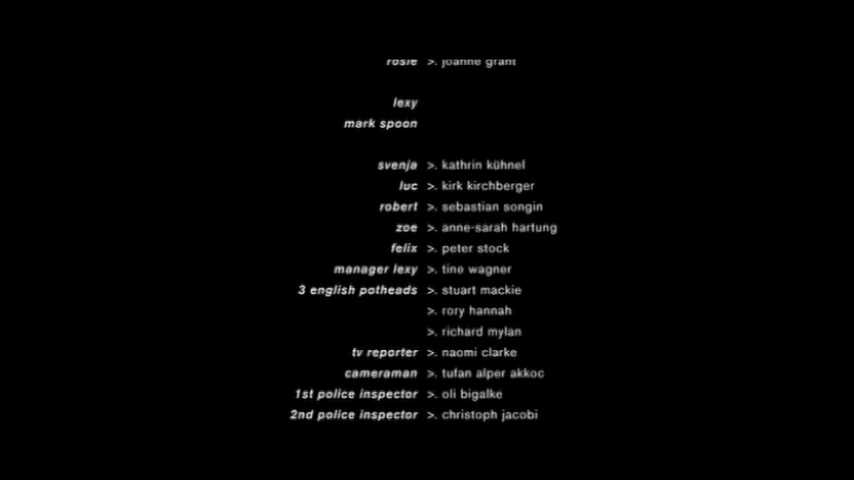 rosie >. joanne grant
lexy
mark spoon
svenja >. kathrin kühnel
luc >. kirk kirchberger
robert >. sebastian songin
zoe >. anne-sarah hartung
felix >. peter stock
manager lexy >. tine wagner
3 english potheads >. stuart mackie
>. rory hannah
>. richard mylan
tv reporter >. naomi clarke
cameraman >. tufan alper akkoc
1st police inspector >. oli bigalke
2nd police inspector >. christoph jacobi